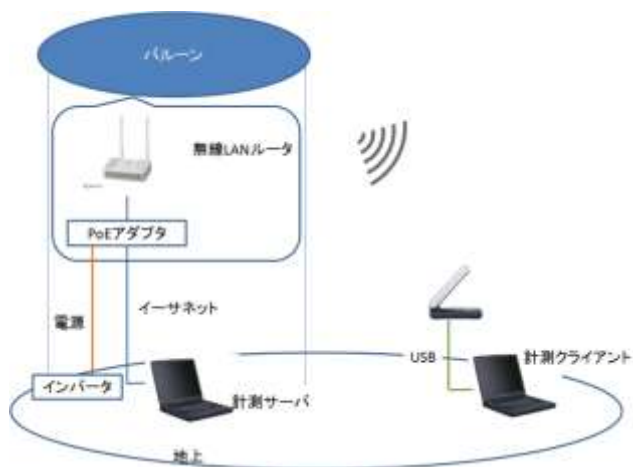 バルーン
無線LANルータ
PoEアダプタ
電源
イーサネット
インバータ
計測サーバ
USB
計測クライアント
地上